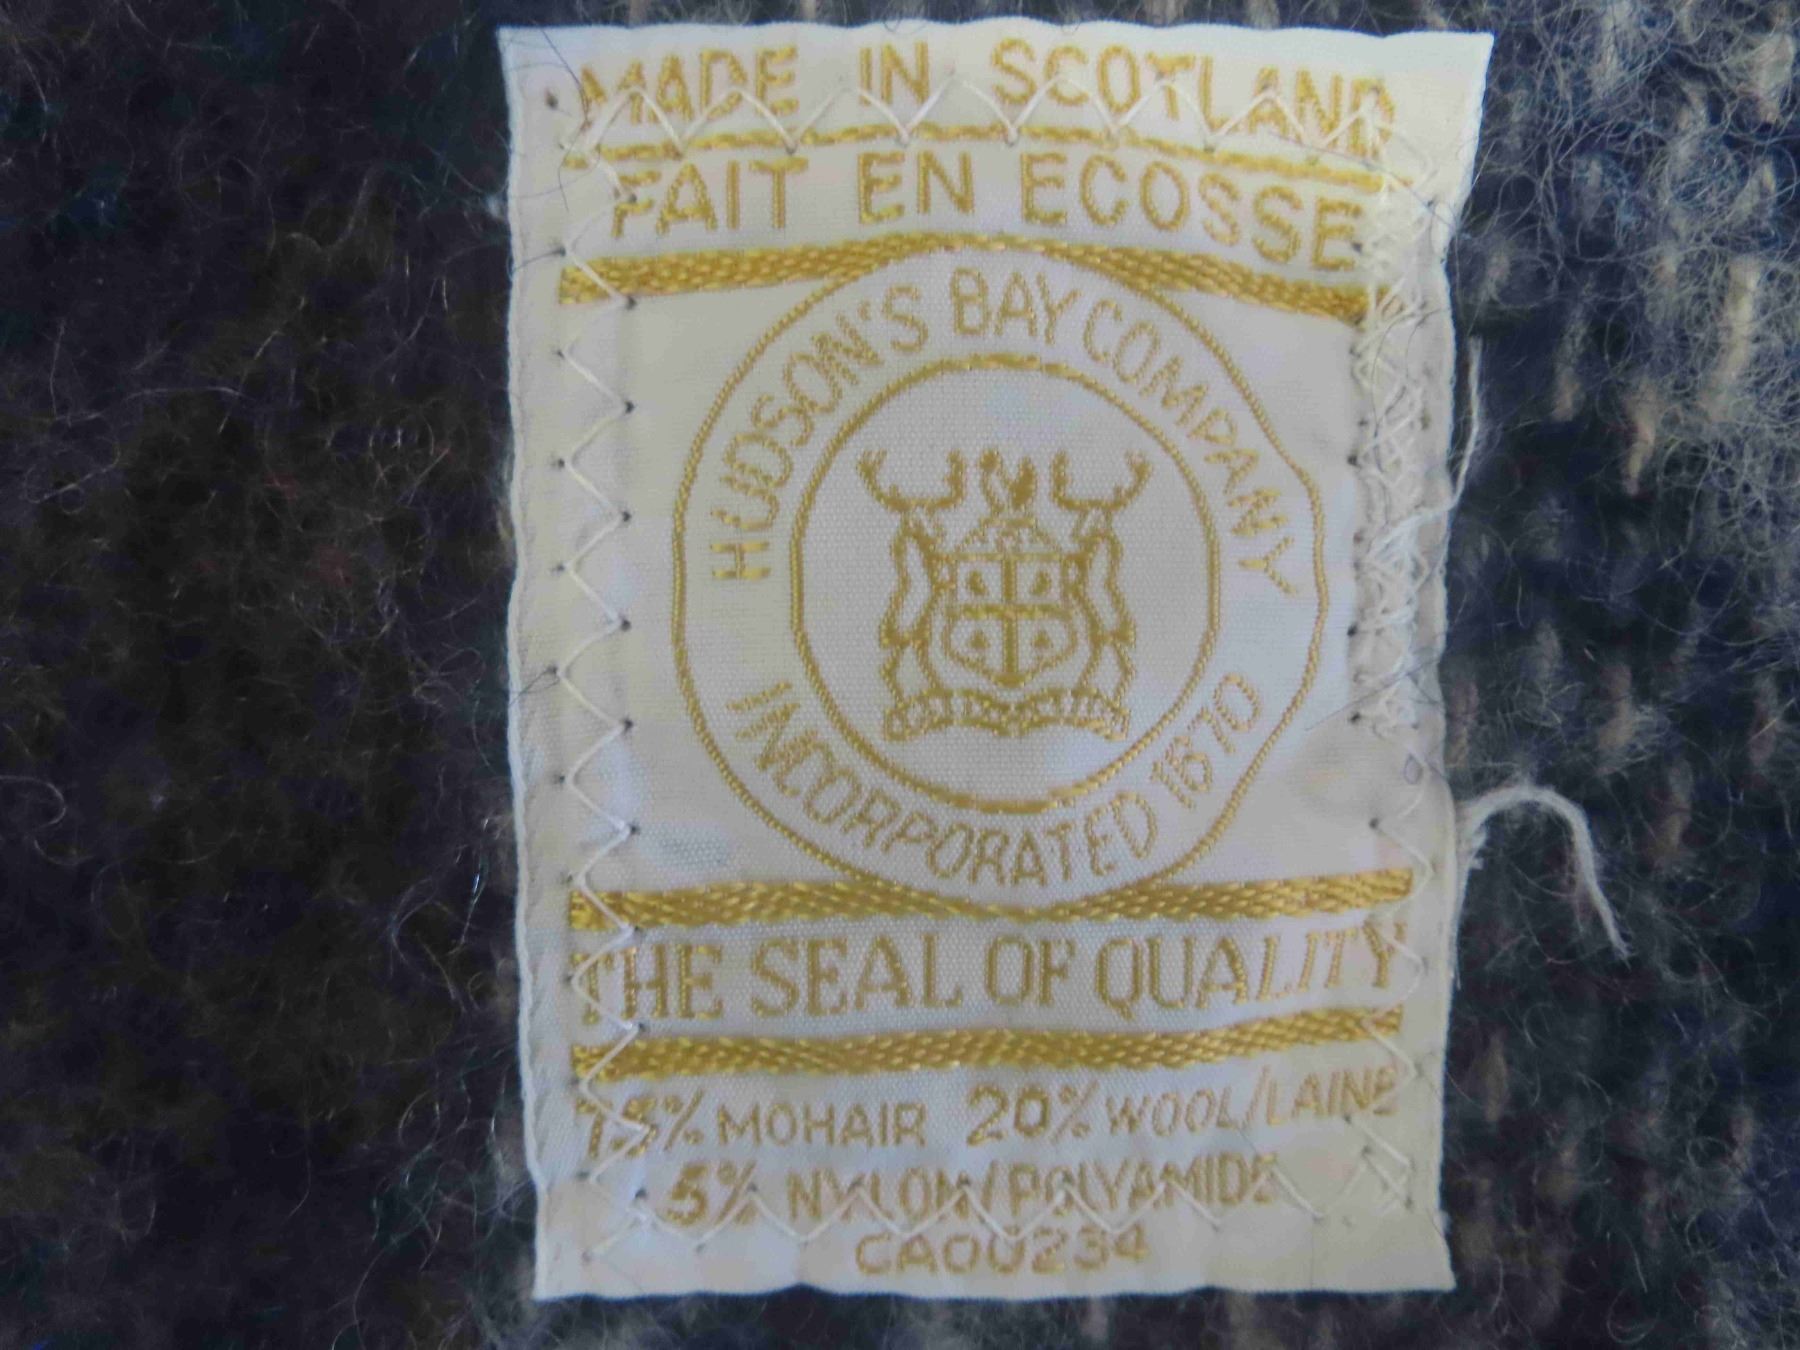 MADE IN SCOTLAND
FAIT EN ECOSSE
HUDSON'S BAY COMPANY
INCORPORATED 1670
THE SEAL OF QUALITY
75% MOHAIR 20% WOOL/LAINE
5% NYLON/POLYAMIDE
CA00234